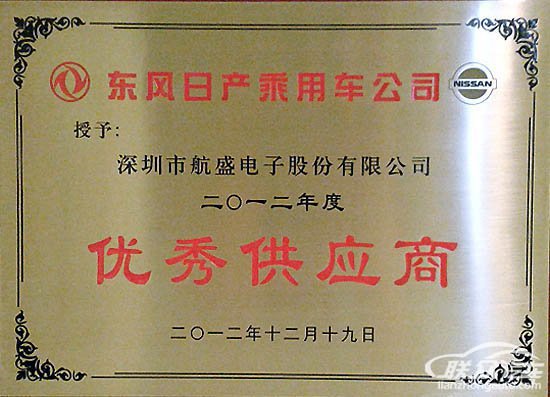 东风日产乘用车公司
NISSAN
授予：
深圳市航盛电子股份有限公司
二〇一二年度
优秀供应商
二〇一二年十二月十九日